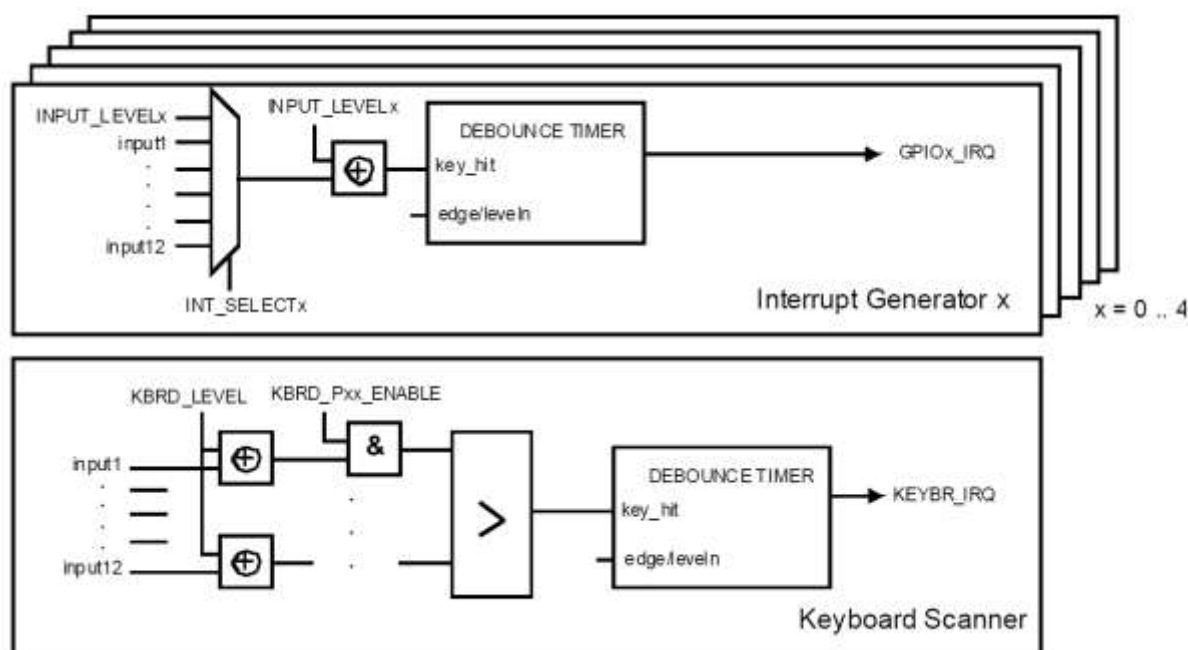 INPUT_LEVELx
INPUT_LEVELx
input1
input12
INT_SELECTx
DEBOUNCE TIMER
key_hit
edge/leveln
GPIOx_IRQ
Interrupt Generator x
x = 0 .. 4
KBRD_LEVEL
KBRD_Pxx_ENABLE
input1
input12
&
>
DEBOUNCE TIMER
key_hit
edge/leveln
KEYBR_IRQ
Keyboard Scanner